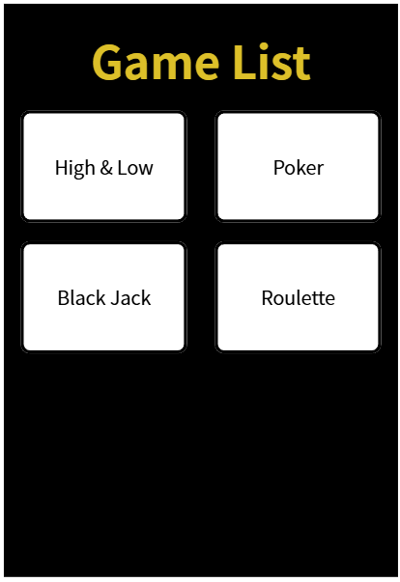 Game List
High & Low
Poker
Black Jack
Roulette